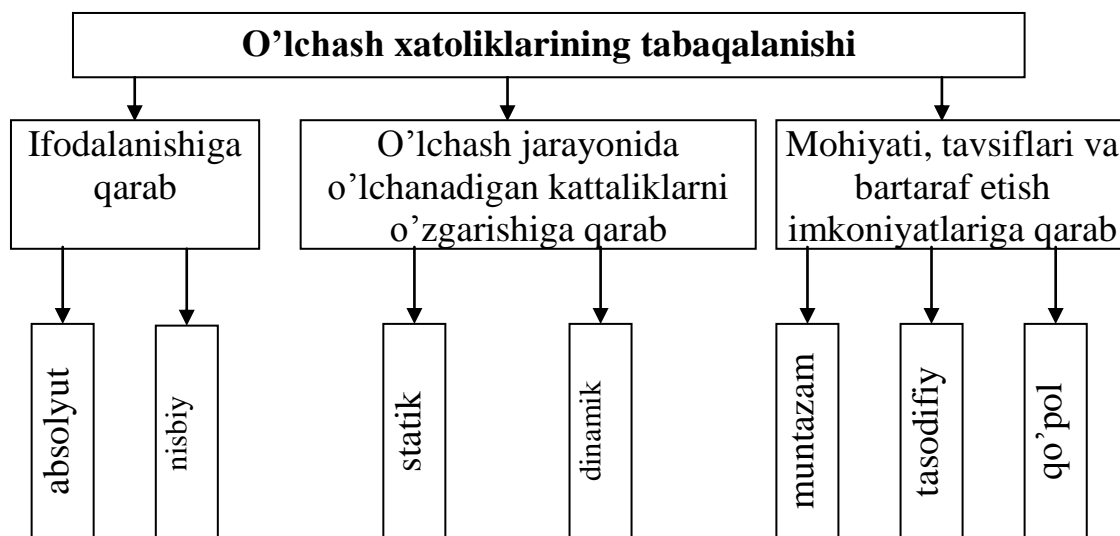 O’lchash xatoliklarining tabaqalanishi
Ifodalanishiga
qarab
O’lchash jarayonida
o’lchanadigan kattaliklarni
o’zgarishiga qarab
Mohiyati, tavsiflari va
bartaraf etish
imkoniyatlariga qarab
absolyut
nisbiy
statik
dinamik
muntazam
tasodifiy
qo’pol